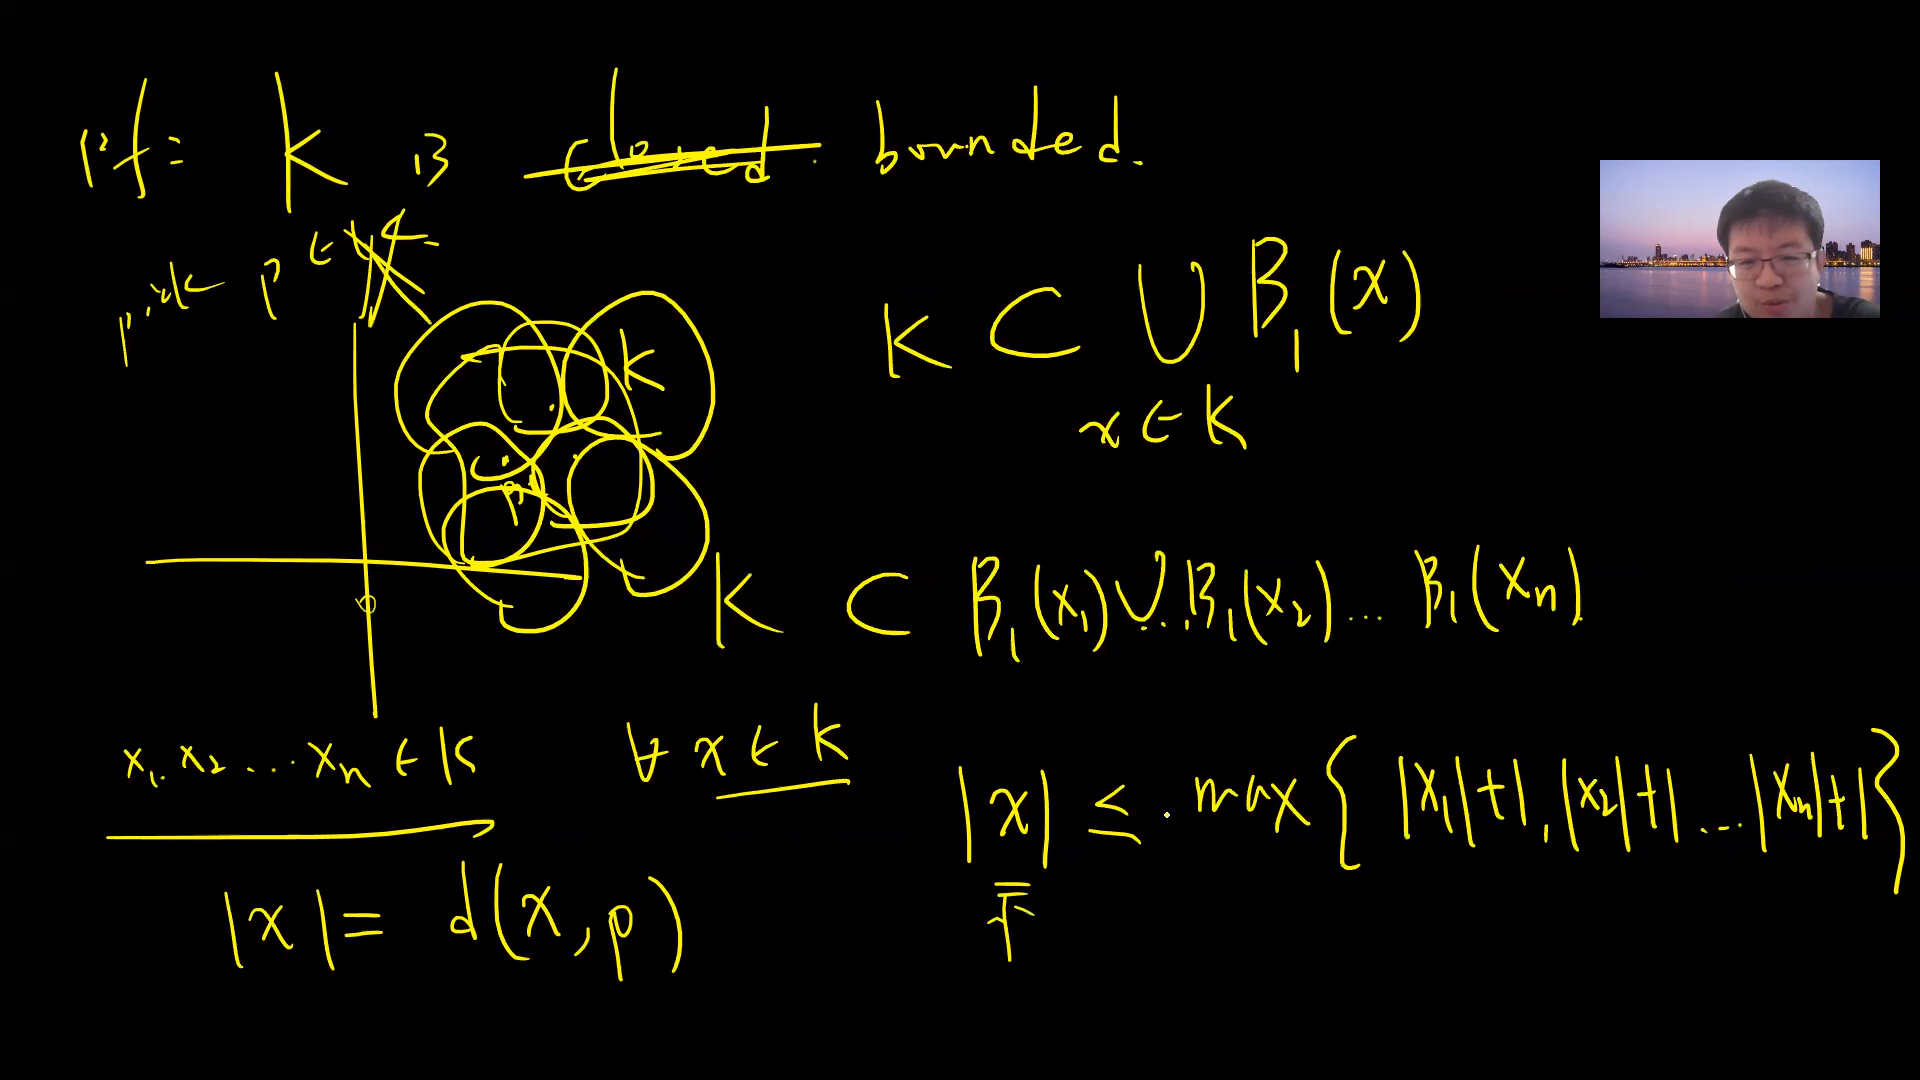 pf: K is closed. bounded.
pick p ∈ K
K ⊂ ∪ B₁(x)
x ∈ K
K
p
K ⊂ B₁(x₁) ∪ ... B₁(x₂) ... B₁(xₙ)
x₁, x₂ ... xₙ ∈ K ∀ x ∈ K
|x| ≤ max { |x₁|+1, |x₂|+1 ... |xₙ|+1 }
|x| = d(x, p)